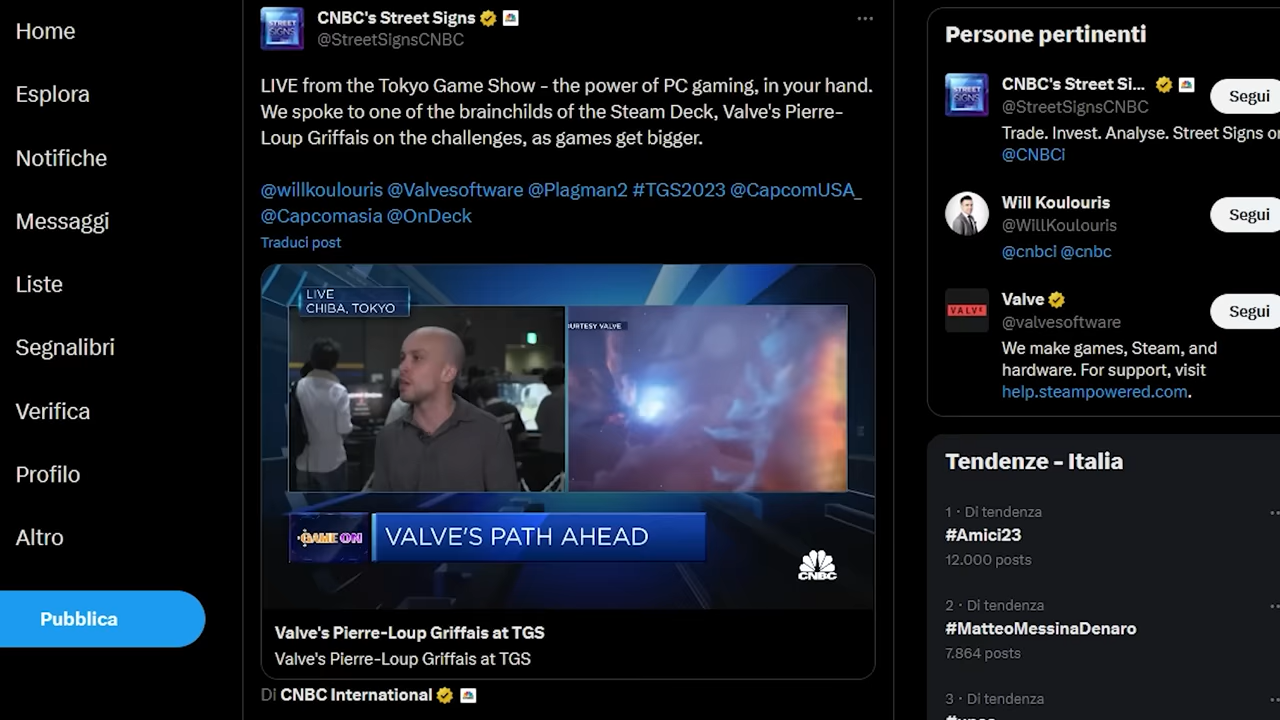 Home
Esplora
Notifiche
Messaggi
Liste
Segnalibri
Verifica
Profilo
Altro
Pubblica
CNBC's Street Signs
@StreetSignsCNBC
LIVE from the Tokyo Game Show - the power of PC gaming, in your hand.
We spoke to one of the brainchilds of the Steam Deck, Valve's Pierre-
Loup Griffais on the challenges, as games get bigger.
@willkoulouris @Valvesoftware @Plagman2 #TGS2023 @CapcomUSA_
@Capcomasia @OnDeck
Traduci post
LIVE
CHIBA, TOKYO
URTESY VALVE
GAME ON
VALVE'S PATH AHEAD
CNBC
Valve's Pierre-Loup Griffais at TGS
Valve's Pierre-Loup Griffais at TGS
Di CNBC International
Persone pertinenti
STREET SIGNS
CNBC's Street Si...
@StreetSignsCNBC
Segui
Trade. Invest. Analyse. Street Signs
@CNBCi
Will Koulouris
@WillKoulouris
Segui
@cnbci @cnbc
VALVE
Valve
@valvesoftware
Segui
We make games, Steam, and
hardware. For support, visit
help.steampowered.com.
Tendenze - Italia
1 · Di tendenza
#Amici23
12.000 posts
2 · Di tendenza
#MatteoMessinaDenaro
7.864 posts
3 · Di tendenza